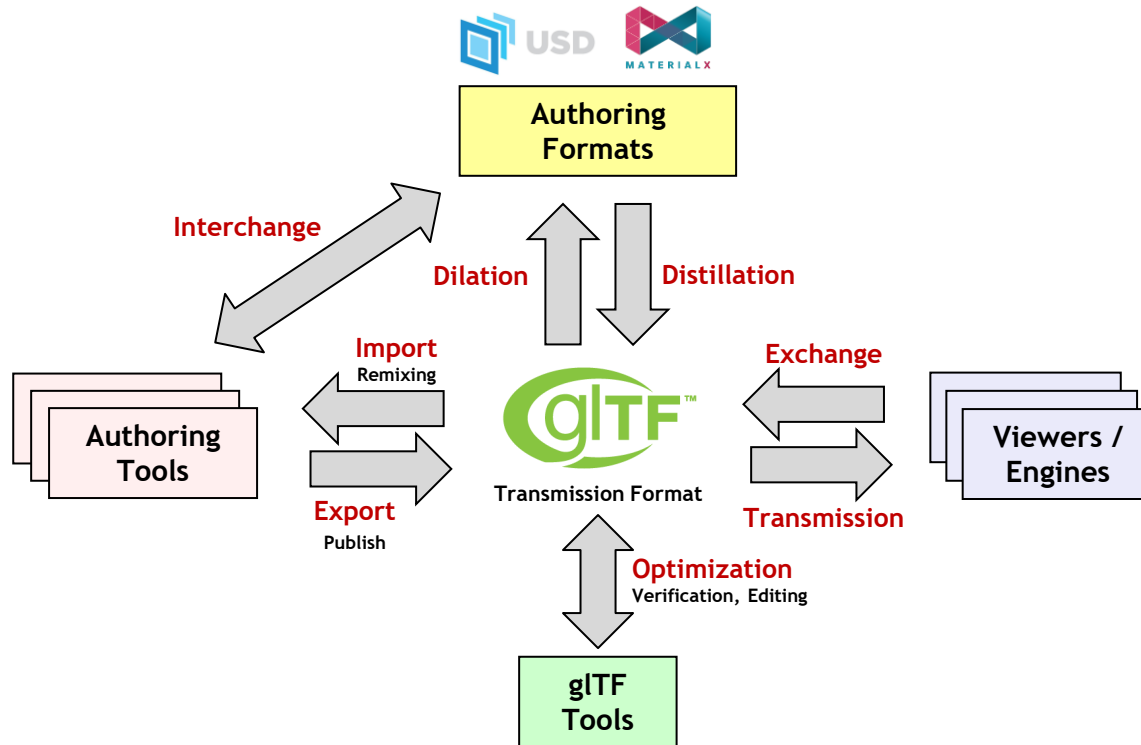 USD
MATERIALX
Authoring
Formats
Interchange
Dilation
Distillation
Import
Remixing
Exchange
Authoring
Tools
glTF™
Viewers /
Engines
Transmission Format
Export
Publish
Transmission
Optimization
Verification, Editing
glTF
Tools